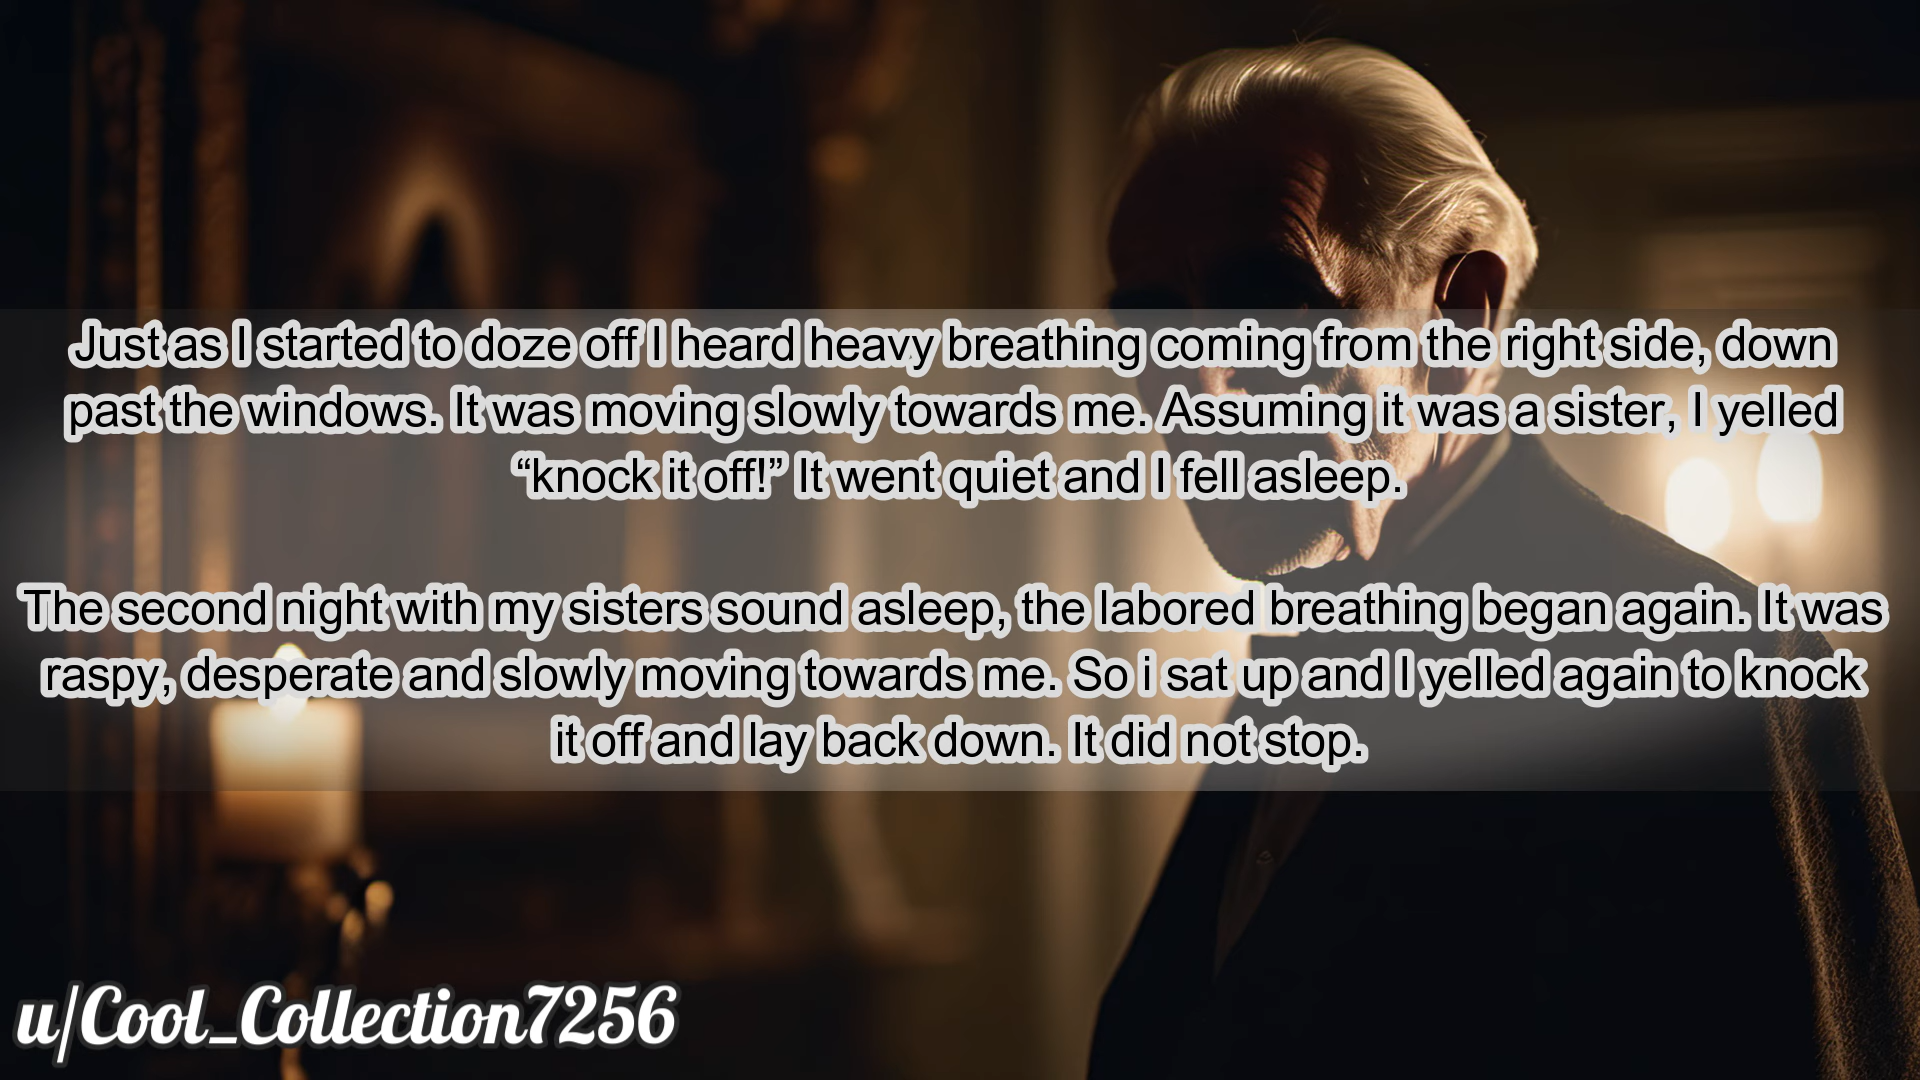 Just as I started to doze off I heard heavy breathing coming from the right side, down
past the windows. It was moving slowly towards me. Assuming it was a sister, I yelled
“knock it off!” It went quiet and I fell asleep.
The second night with my sisters sound asleep, the labored breathing began again. It was
raspy, desperate and slowly moving towards me. So i sat up and I yelled again to knock
it off and lay back down. It did not stop.
u/Cool_Collection7256